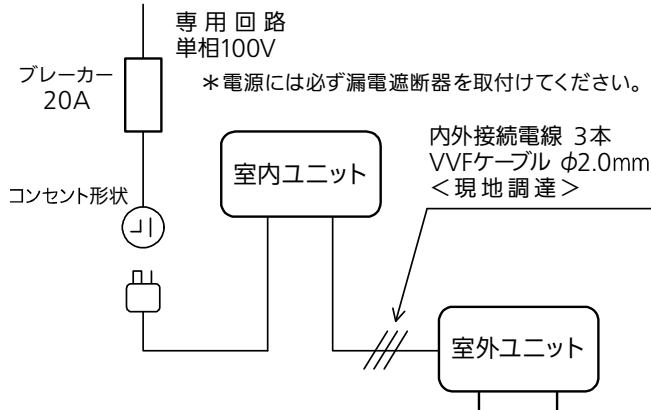 専用回路
単相100V
ブレーカー
20A
＊電源には必ず漏電遮断器を取付けてください。
内外接続電線 3本
VVFケーブル φ2.0mm
＜現地調達＞
室内ユニット
コンセント形状
室外ユニット